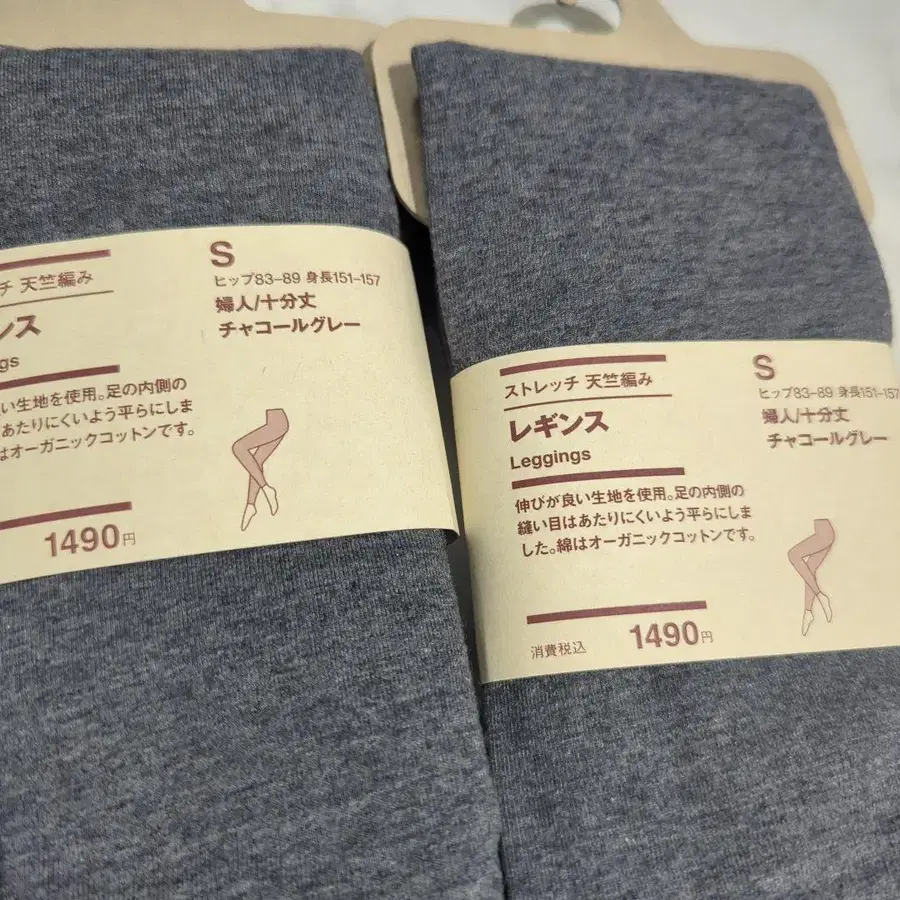 チ 天竺編み
ンス
gs
い生地を使用。足の内側の
あたりにくいよう平らにしま
はオーガニックコットンです。
1490円
S
ヒップ83-89 身長151-157
婦人/十分丈
チャコールグレー
ストレッチ 天竺編み
レギンス
Leggings
伸びが良い生地を使用。足の内側の
縫い目はあたりにくいよう平らにしま
した。綿はオーガニックコットンです。
消費税込 1490円
S
ヒップ83-89 身長151-157
婦人/十分丈
チャコールグレー